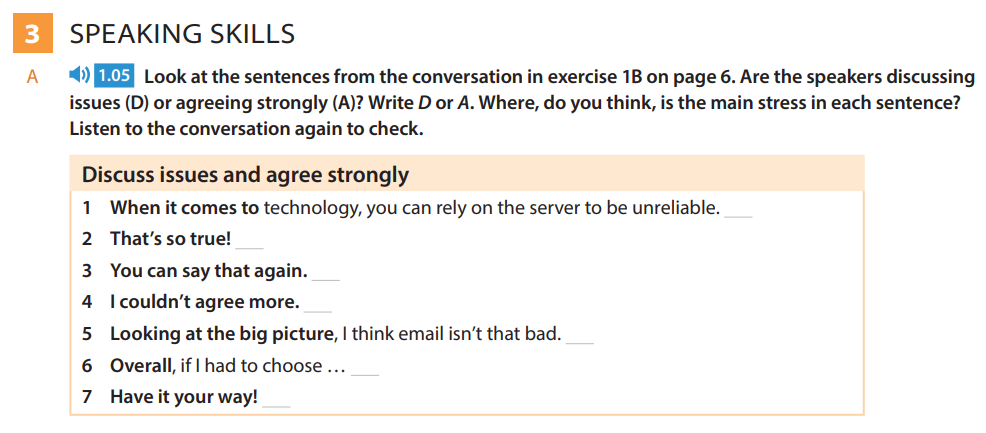 3 SPEAKING SKILLS
A 1.05 Look at the sentences from the conversation in exercise 1B on page 6. Are the speakers discussing
issues (D) or agreeing strongly (A)? Write D or A. Where, do you think, is the main stress in each sentence?
Listen to the conversation again to check.
Discuss issues and agree strongly
1 When it comes to technology, you can rely on the server to be unreliable. ___
2 That's so true! ___
3 You can say that again. ___
4 I couldn't agree more. ___
5 Looking at the big picture, I think email isn't that bad. ___
6 Overall, if I had to choose … ___
7 Have it your way! ___